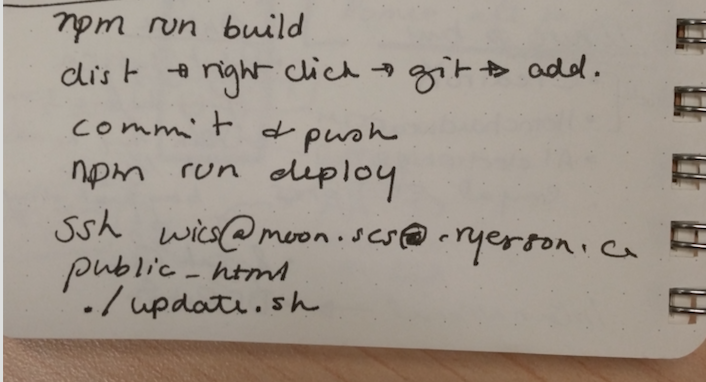 npm run build
dist → right click → git → add.
commit & push
npm run deploy
ssh wics@moon.scs.ryerson.ca
public_html
./update.sh